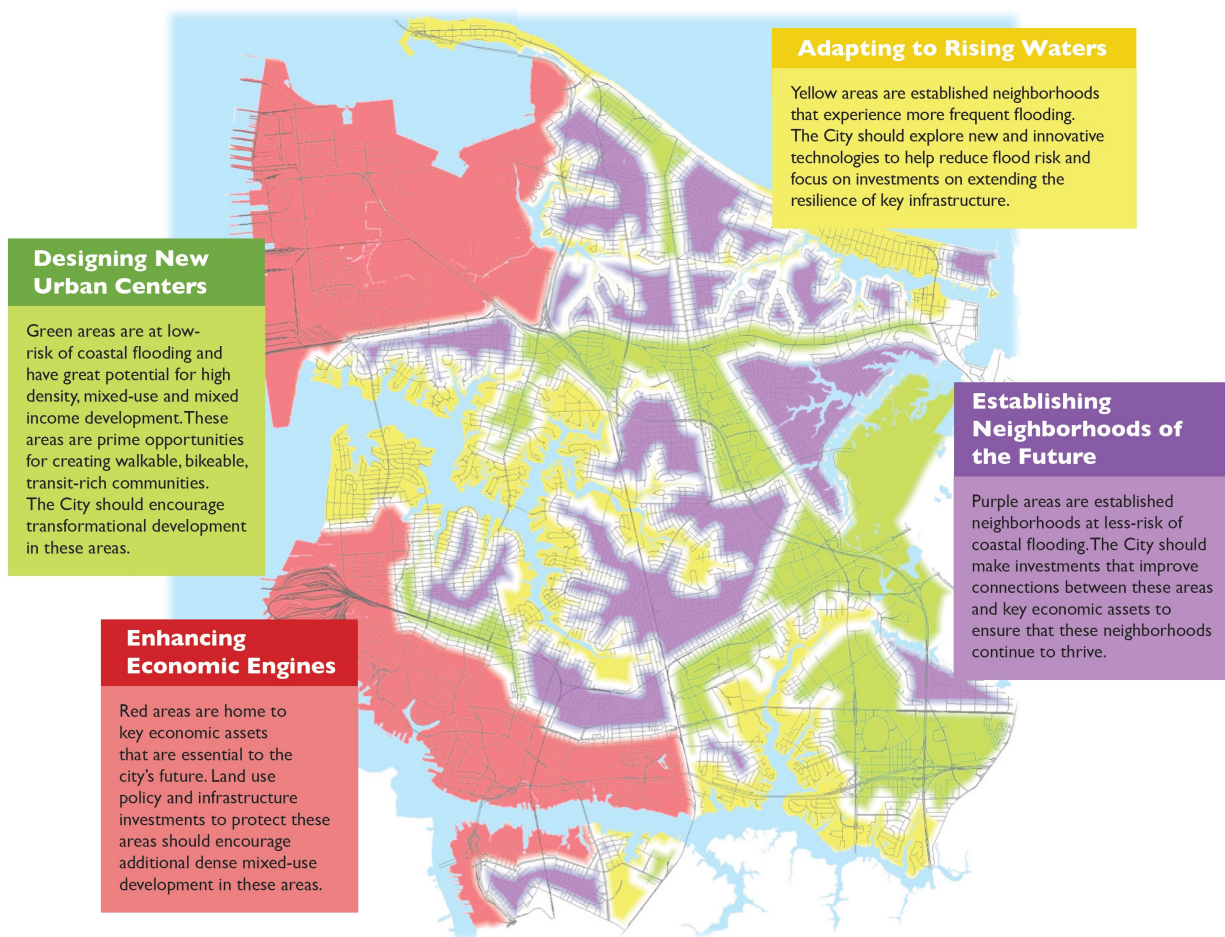 Adapting to Rising Waters
Yellow areas are established neighborhoods
that experience more frequent flooding.
The City should explore new and innovative
technologies to help reduce flood risk and
focus on investments on extending the
resilience of key infrastructure.
Designing New
Urban Centers
Green areas are at low-
risk of coastal flooding and
have great potential for high
density, mixed-use and mixed
income development. These
areas are prime opportunities
for creating walkable, bikeable,
transit-rich communities.
The City should encourage
transformational development
in these areas.
Establishing
Neighborhoods of
the Future
Purple areas are established
neighborhoods at less-risk of
coastal flooding. The City should
make investments that improve
connections between these areas
and key economic assets to
ensure that these neighborhoods
continue to thrive.
Enhancing
Economic Engines
Red areas are home to
key economic assets
that are essential to the
city's future. Land use
policy and infrastructure
investments to protect these
areas should encourage
additional dense mixed-use
development in these areas.